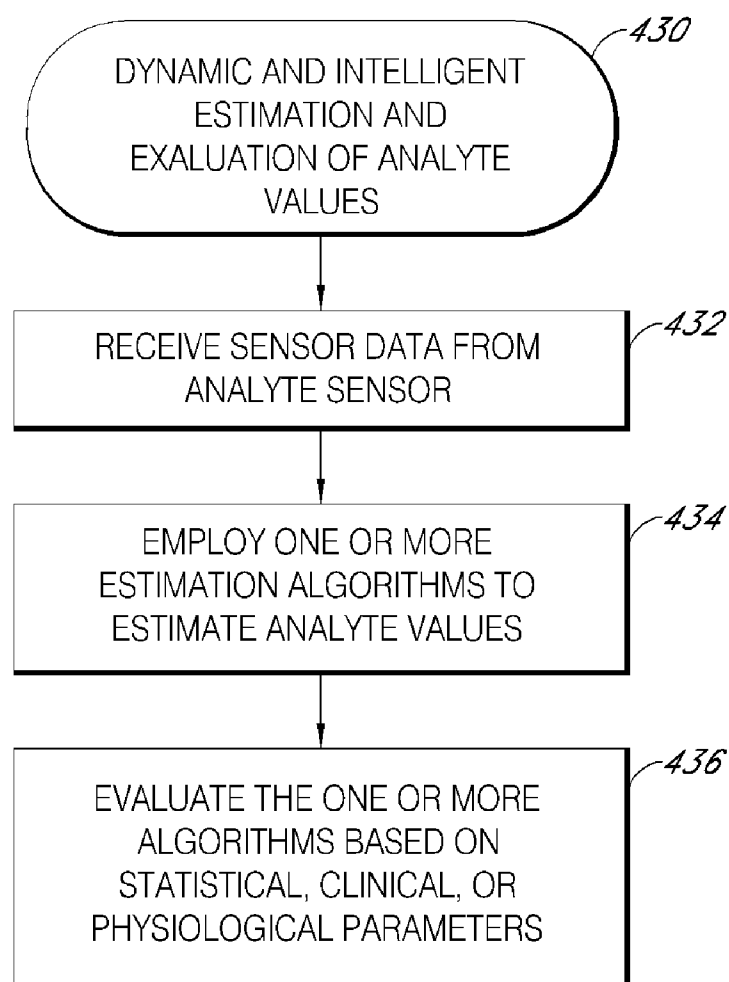 430
DYNAMIC AND INTELLIGENT
ESTIMATION AND
EXALUATION OF ANALYTE
VALUES
432
RECEIVE SENSOR DATA FROM
ANALYTE SENSOR
434
EMPLOY ONE OR MORE
ESTIMATION ALGORITHMS TO
ESTIMATE ANALYTE VALUES
436
EVALUATE THE ONE OR MORE
ALGORITHMS BASED ON
STATISTICAL, CLINICAL, OR
PHYSIOLOGICAL PARAMETERS